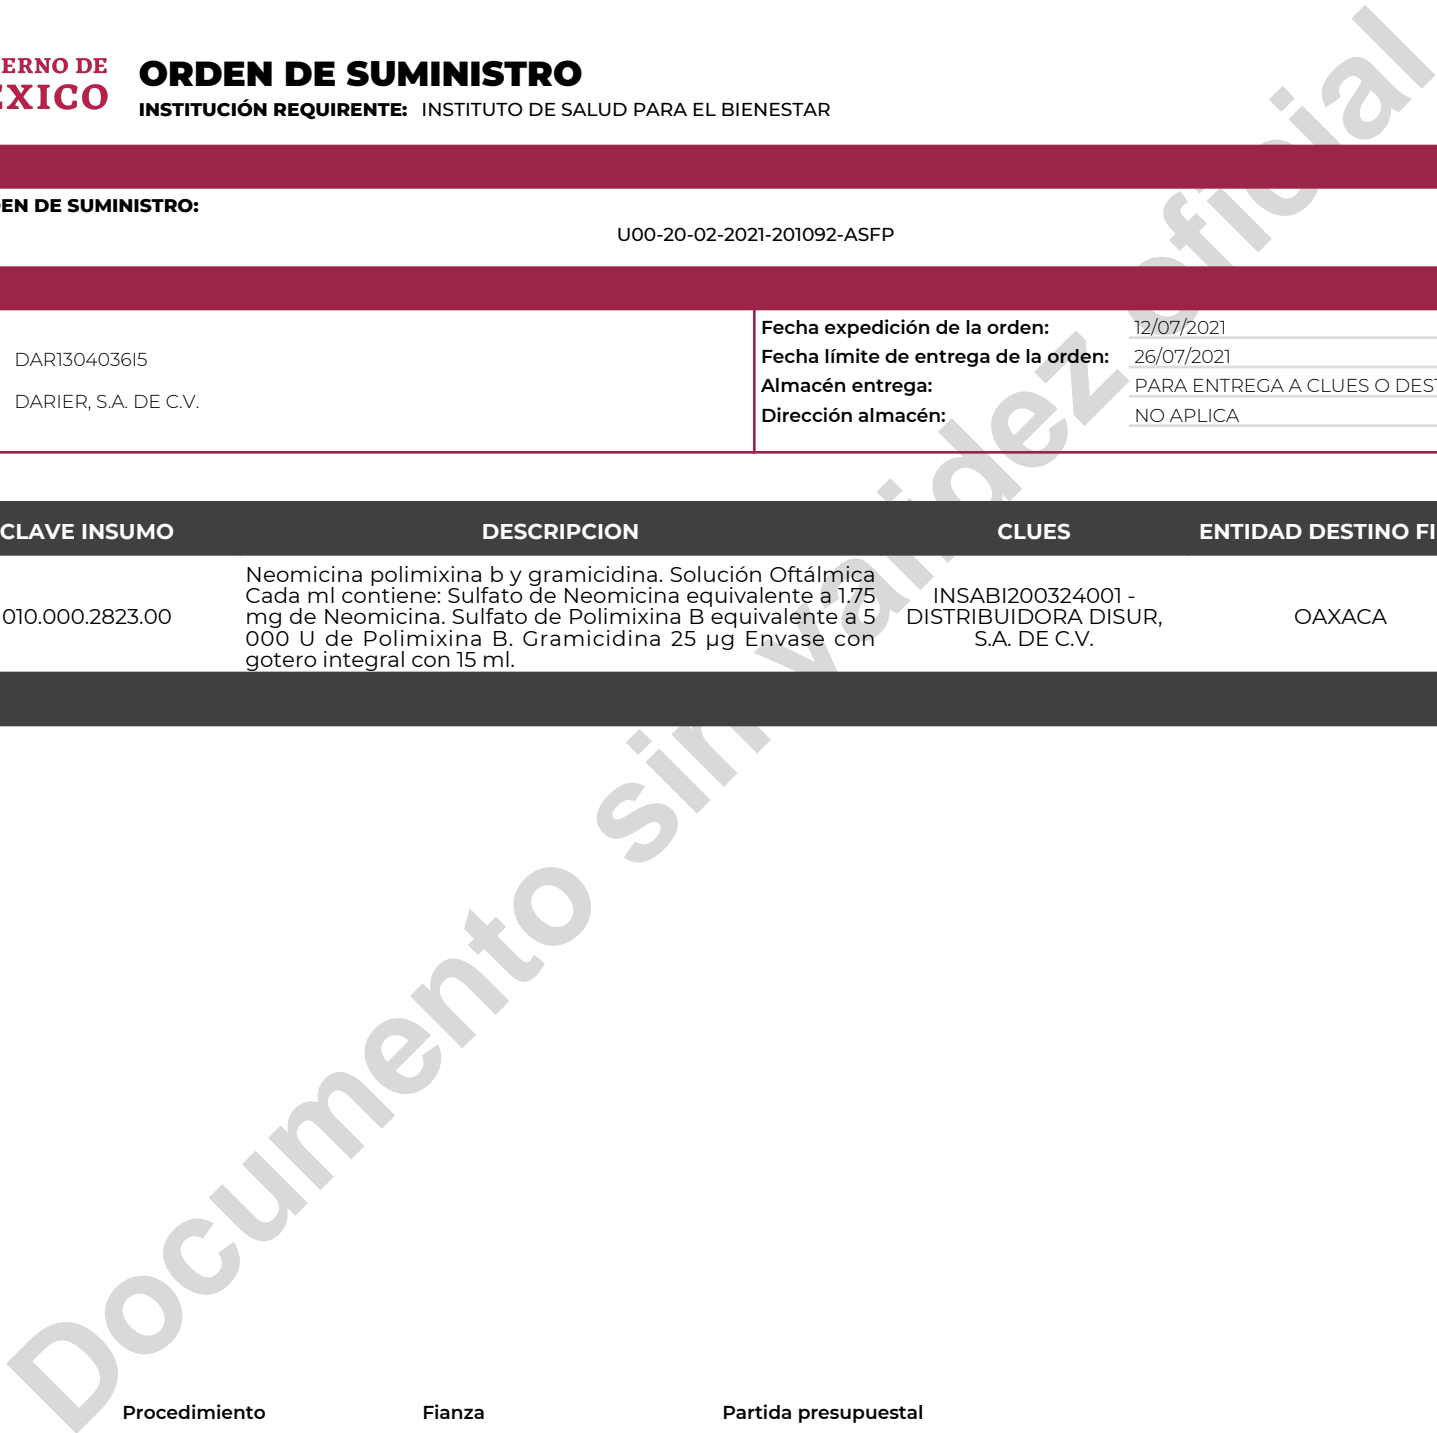 ERNO DE
EXICO
ORDEN DE SUMINISTRO
INSTITUCIÓN REQUIRENTE: INSTITUTO DE SALUD PARA EL BIENESTAR
EN DE SUMINISTRO:
U00-20-02-2021-201092-ASFP
DAR1304036I5
DARIER, S.A. DE C.V.
Fecha expedición de la orden: 12/07/2021
Fecha límite de entrega de la orden: 26/07/2021
Almacén entrega: PARA ENTREGA A CLUES O DEST
Dirección almacén: NO APLICA
CLAVE INSUMO DESCRIPCION CLUES ENTIDAD DESTINO FI
010.000.2823.00
Neomicina polimixina b y gramicidina. Solución Oftálmica
Cada ml contiene: Sulfato de Neomicina equivalente a 1.75
mg de Neomicina. Sulfato de Polimixina B equivalente a 5
000 U de Polimixina B. Gramicidina 25 µg Envase con
gotero integral con 15 ml.
INSABI200324001 -
DISTRIBUIDORA DISUR,
S.A. DE C.V.
OAXACA
Documento sin validez oficial
Procedimiento Fianza Partida presupuestal